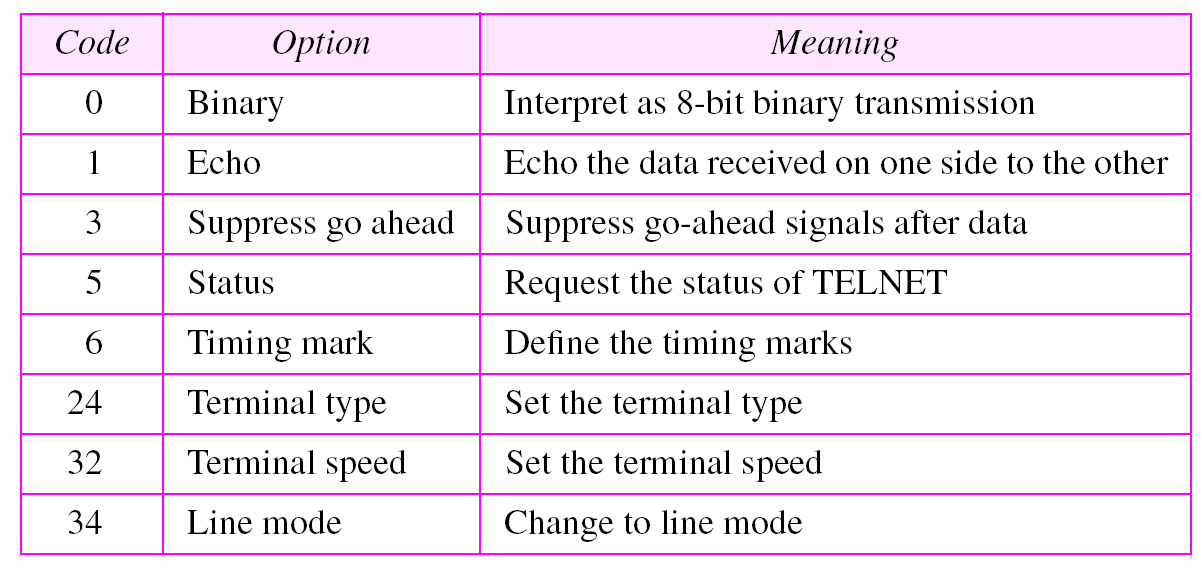 Code Option Meaning
0 Binary Interpret as 8-bit binary transmission
1 Echo Echo the data received on one side to the other
3 Suppress go ahead Suppress go-ahead signals after data
5 Status Request the status of TELNET
6 Timing mark Define the timing marks
24 Terminal type Set the terminal type
32 Terminal speed Set the terminal speed
34 Line mode Change to line mode